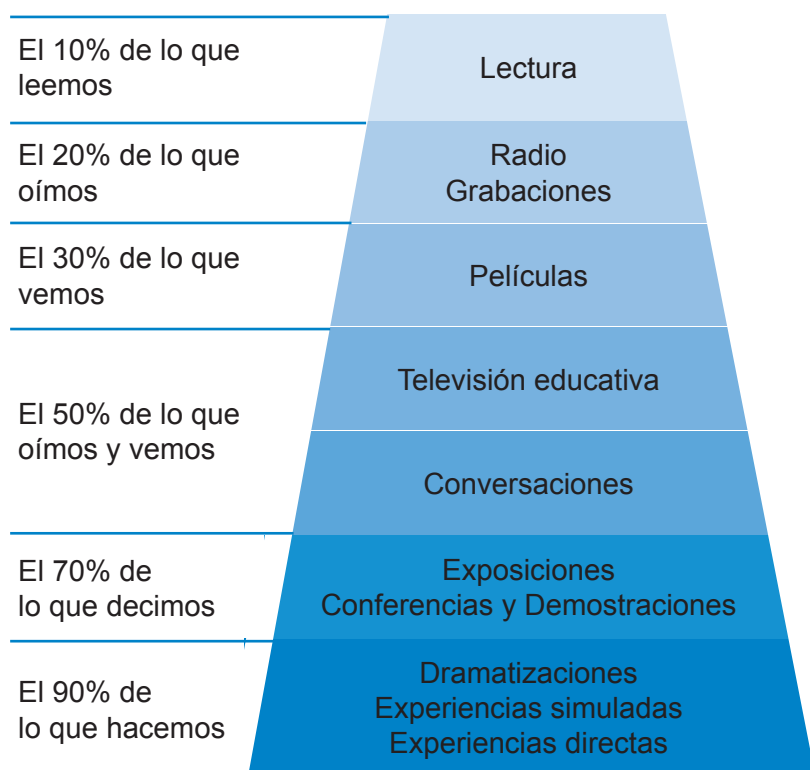 El 10% de lo que
leemos
Lectura
El 20% de lo que
oímos
Radio
Grabaciones
El 30% de lo que
vemos
Películas
El 50% de lo que
oímos y vemos
Televisión educativa
Conversaciones
El 70% de
lo que decimos
Exposiciones
Conferencias y Demostraciones
El 90% de
lo que hacemos
Dramatizaciones
Experiencias simuladas
Experiencias directas